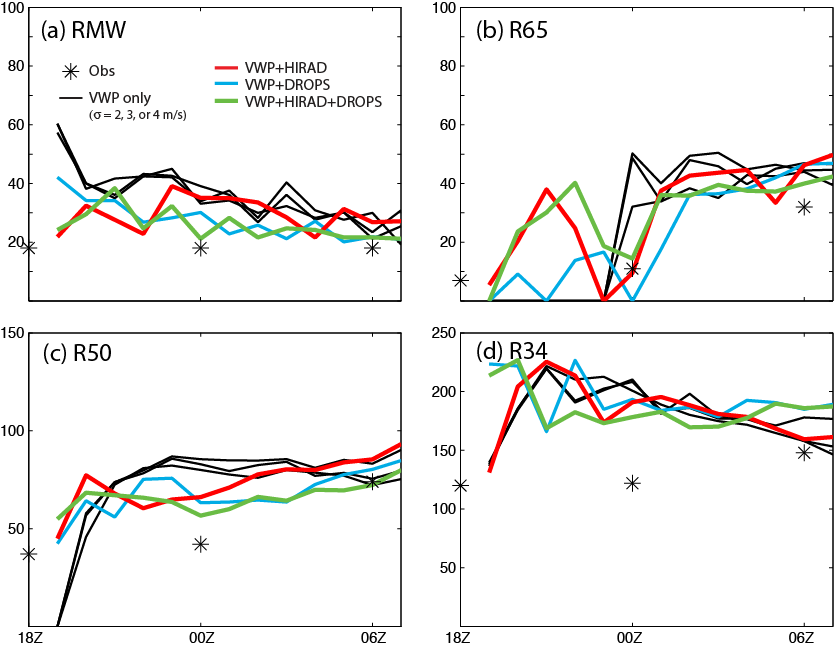 (a) RMW
100
80
60
40
20
Obs
VWP only
(σ = 2, 3, or 4 m/s)
VWP+HIRAD
VWP+DROPS
VWP+HIRAD+DROPS
(b) R65
100
80
60
40
20
(c) R50
150
100
50
18Z
00Z
06Z
(d) R34
250
200
150
100
50
18Z
00Z
06Z